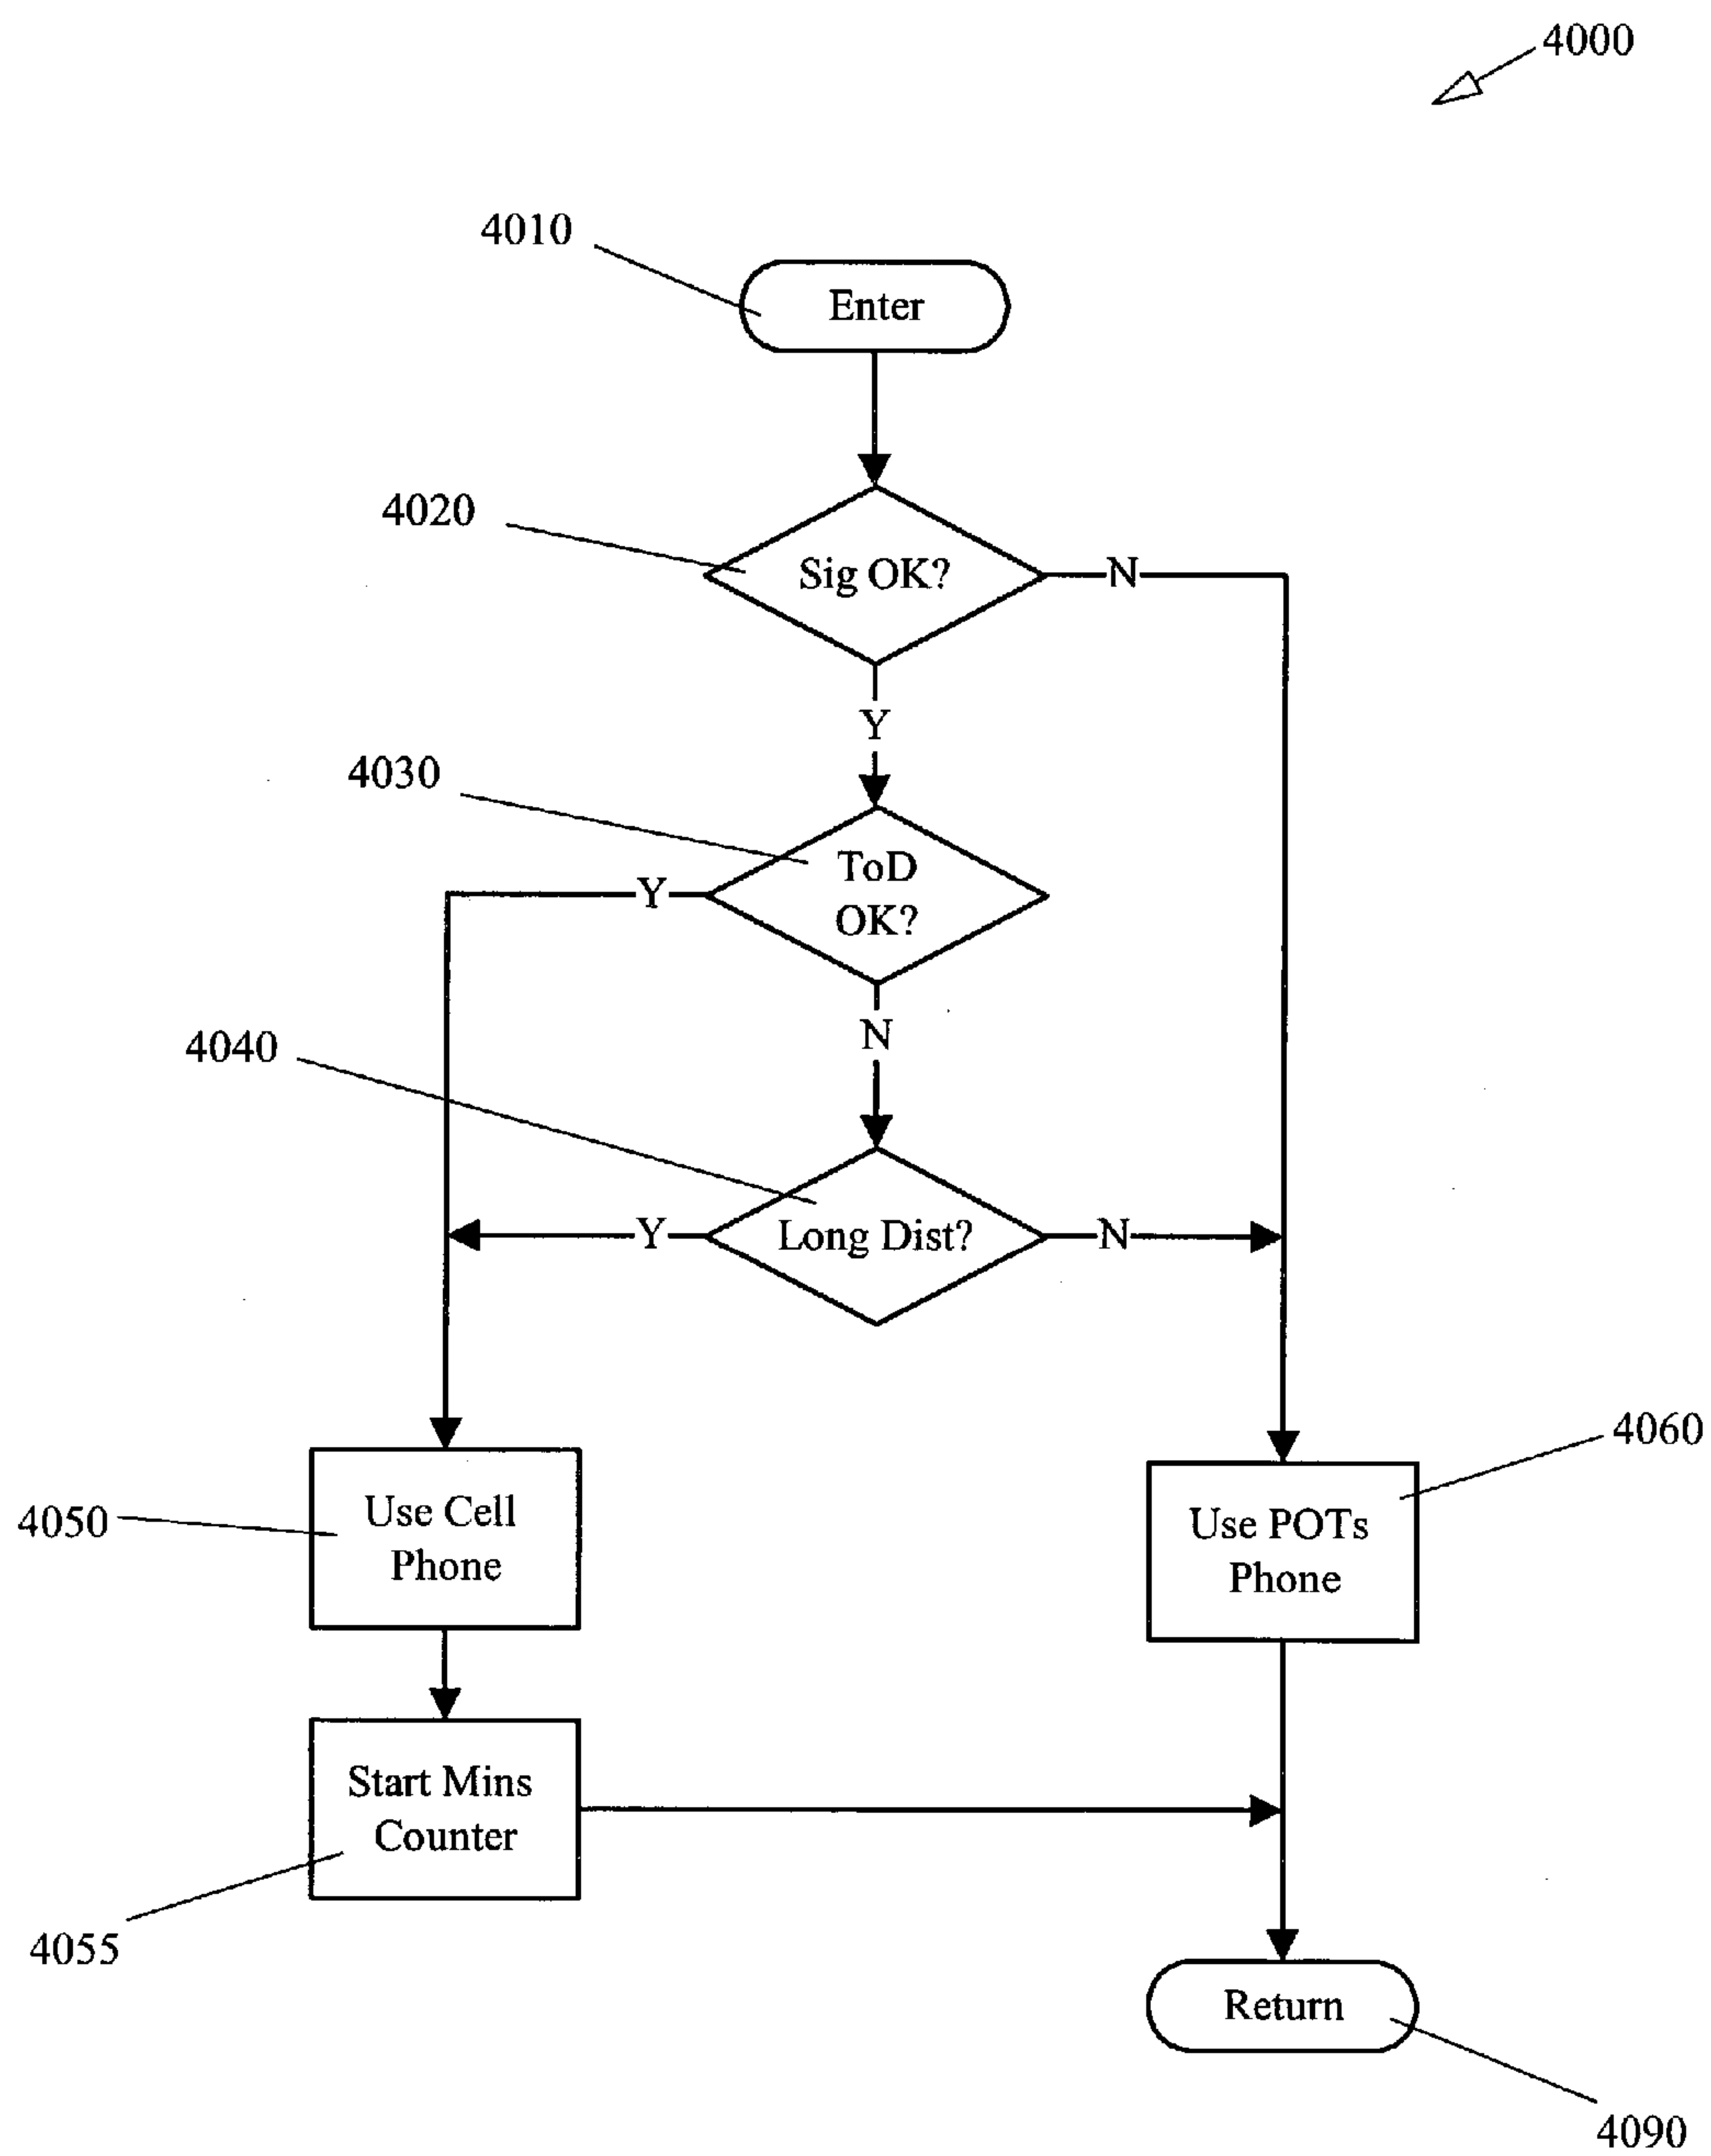 4000
4010
Enter
4020
Sig OK?
N
Y
4030
ToD
OK?
Y
N
4040
Long Dist?
Y
N
4050
Use Cell
Phone
4060
Use POTs
Phone
Start Mins
Counter
4055
Return
4090